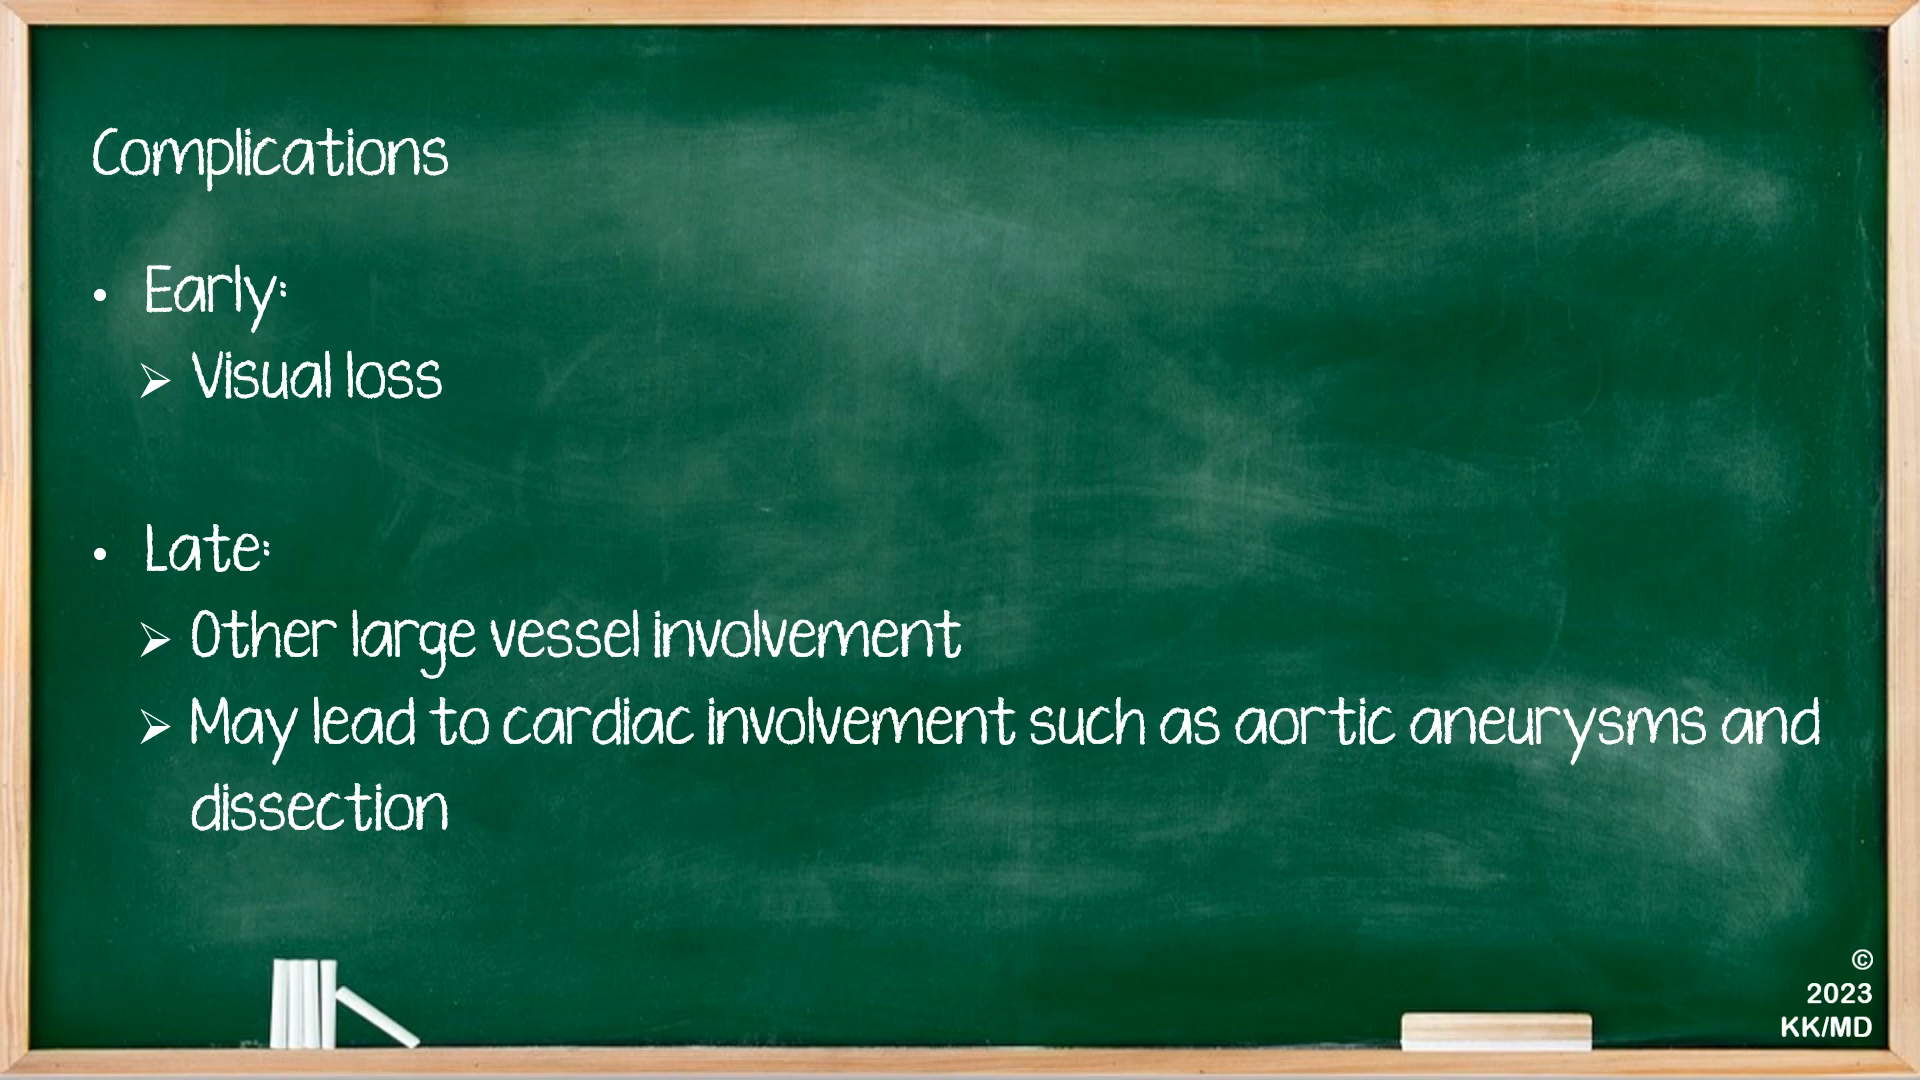 Complications
• Early:
➢ Visual loss
• Late:
➢ Other large vessel involvement
➢ May lead to cardiac involvement such as aortic aneurysms and
dissection
©
2023
KK/MD